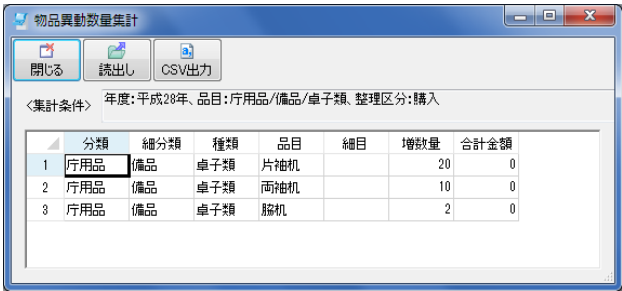 物品異動数量集計
閉じる 読出し CSV出力
<集計条件> 年度:平成28年、品目:庁用品/備品/卓子類、整理区分:購入
分類 細分類 種類 品目 細目 増数量 合計金額
1 庁用品 備品 卓子類 片袖机 20 0
2 庁用品 備品 卓子類 両袖机 10 0
3 庁用品 備品 卓子類 脇机 2 0